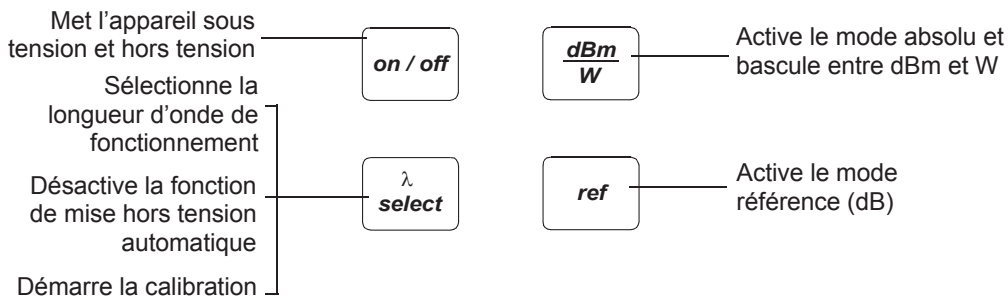 Met l'appareil sous
tension et hors tension
on / off
dBm
W
Active le mode absolu et
bascule entre dBm et W
Sélectionne la
longueur d'onde de
fonctionnement
Désactive la fonction
de mise hors tension
automatique
Démarre la calibration
λ
select
ref
Active le mode
référence (dB)